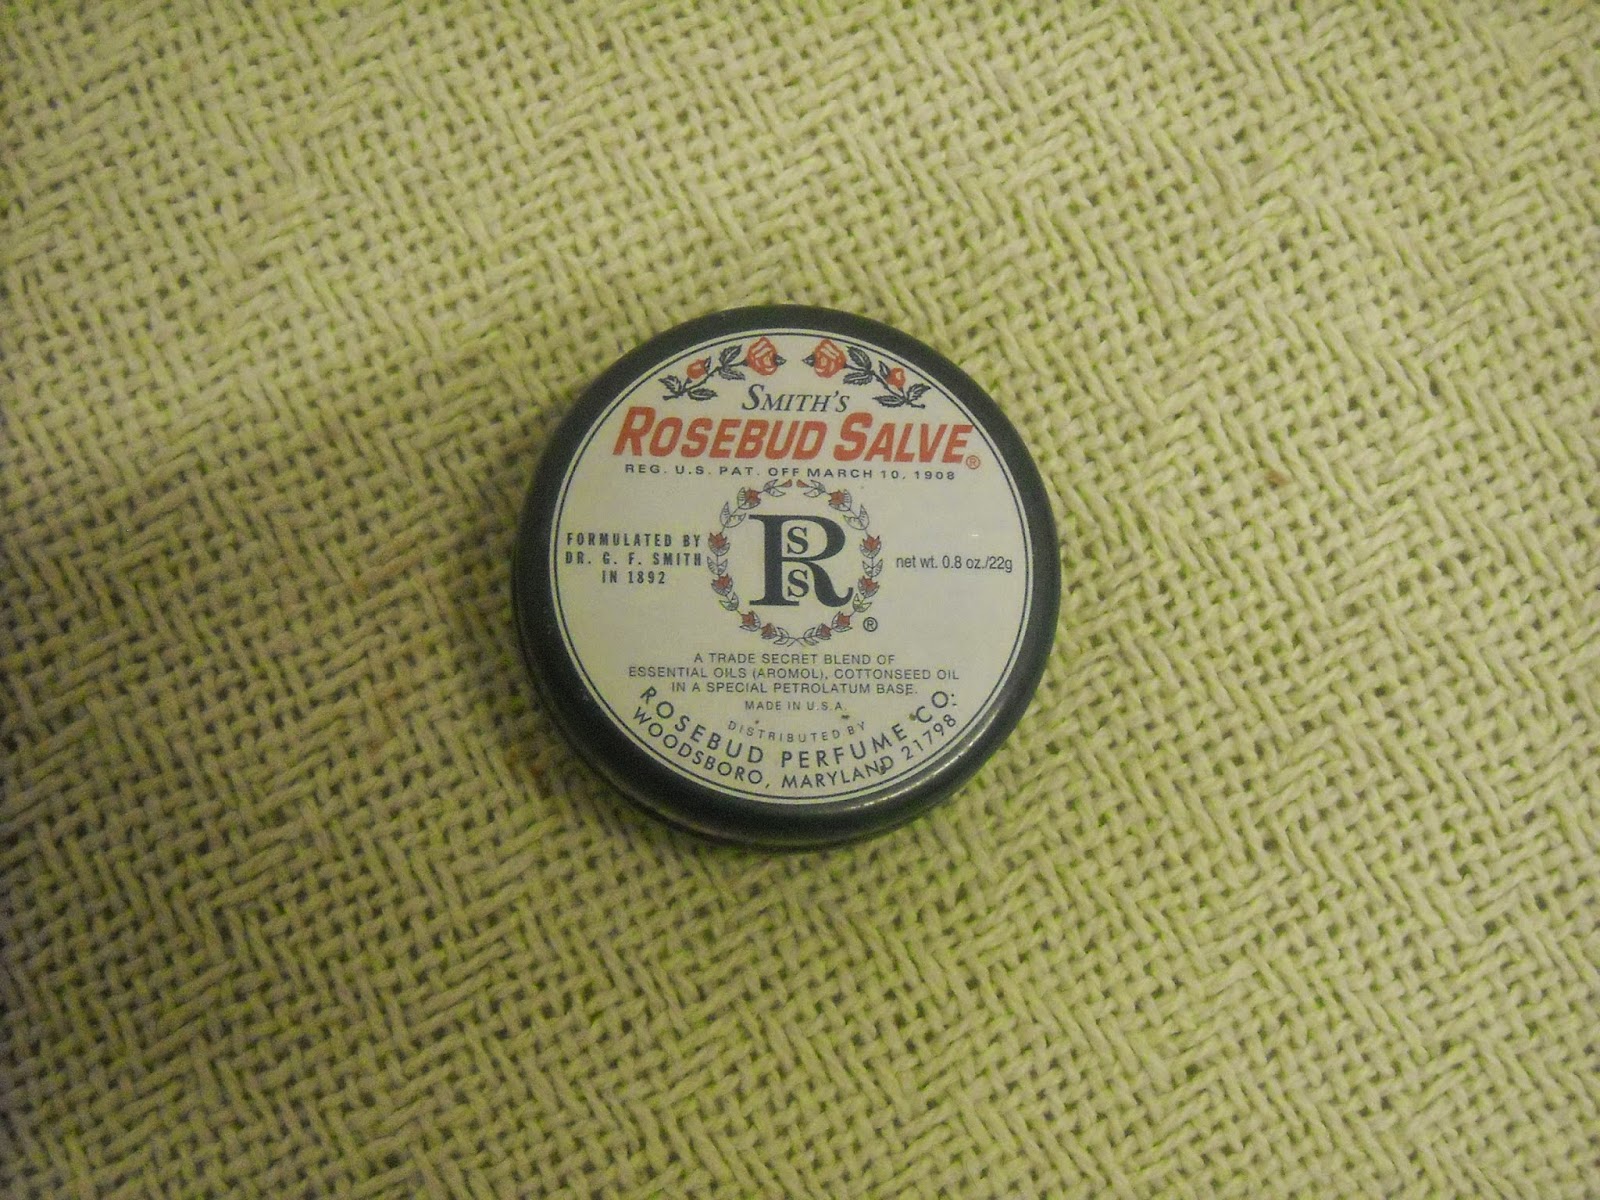 SMITH'S
ROSEBUD SALVE®
REG. U.S. PAT. OFF MARCH 10, 1908
FORMULATED BY
DR. G. F. SMITH
IN 1892
RSS
®
net wt. 0.8 oz./22g
A TRADE SECRET BLEND OF
ESSENTIAL OILS (AROMOL), COTTONSEED OIL
IN A SPECIAL PETROLATUM BASE.
MADE IN U.S.A.
DISTRIBUTED BY
ROSEBUD PERFUME CO.
WOODSBORO, MARYLAND 21798